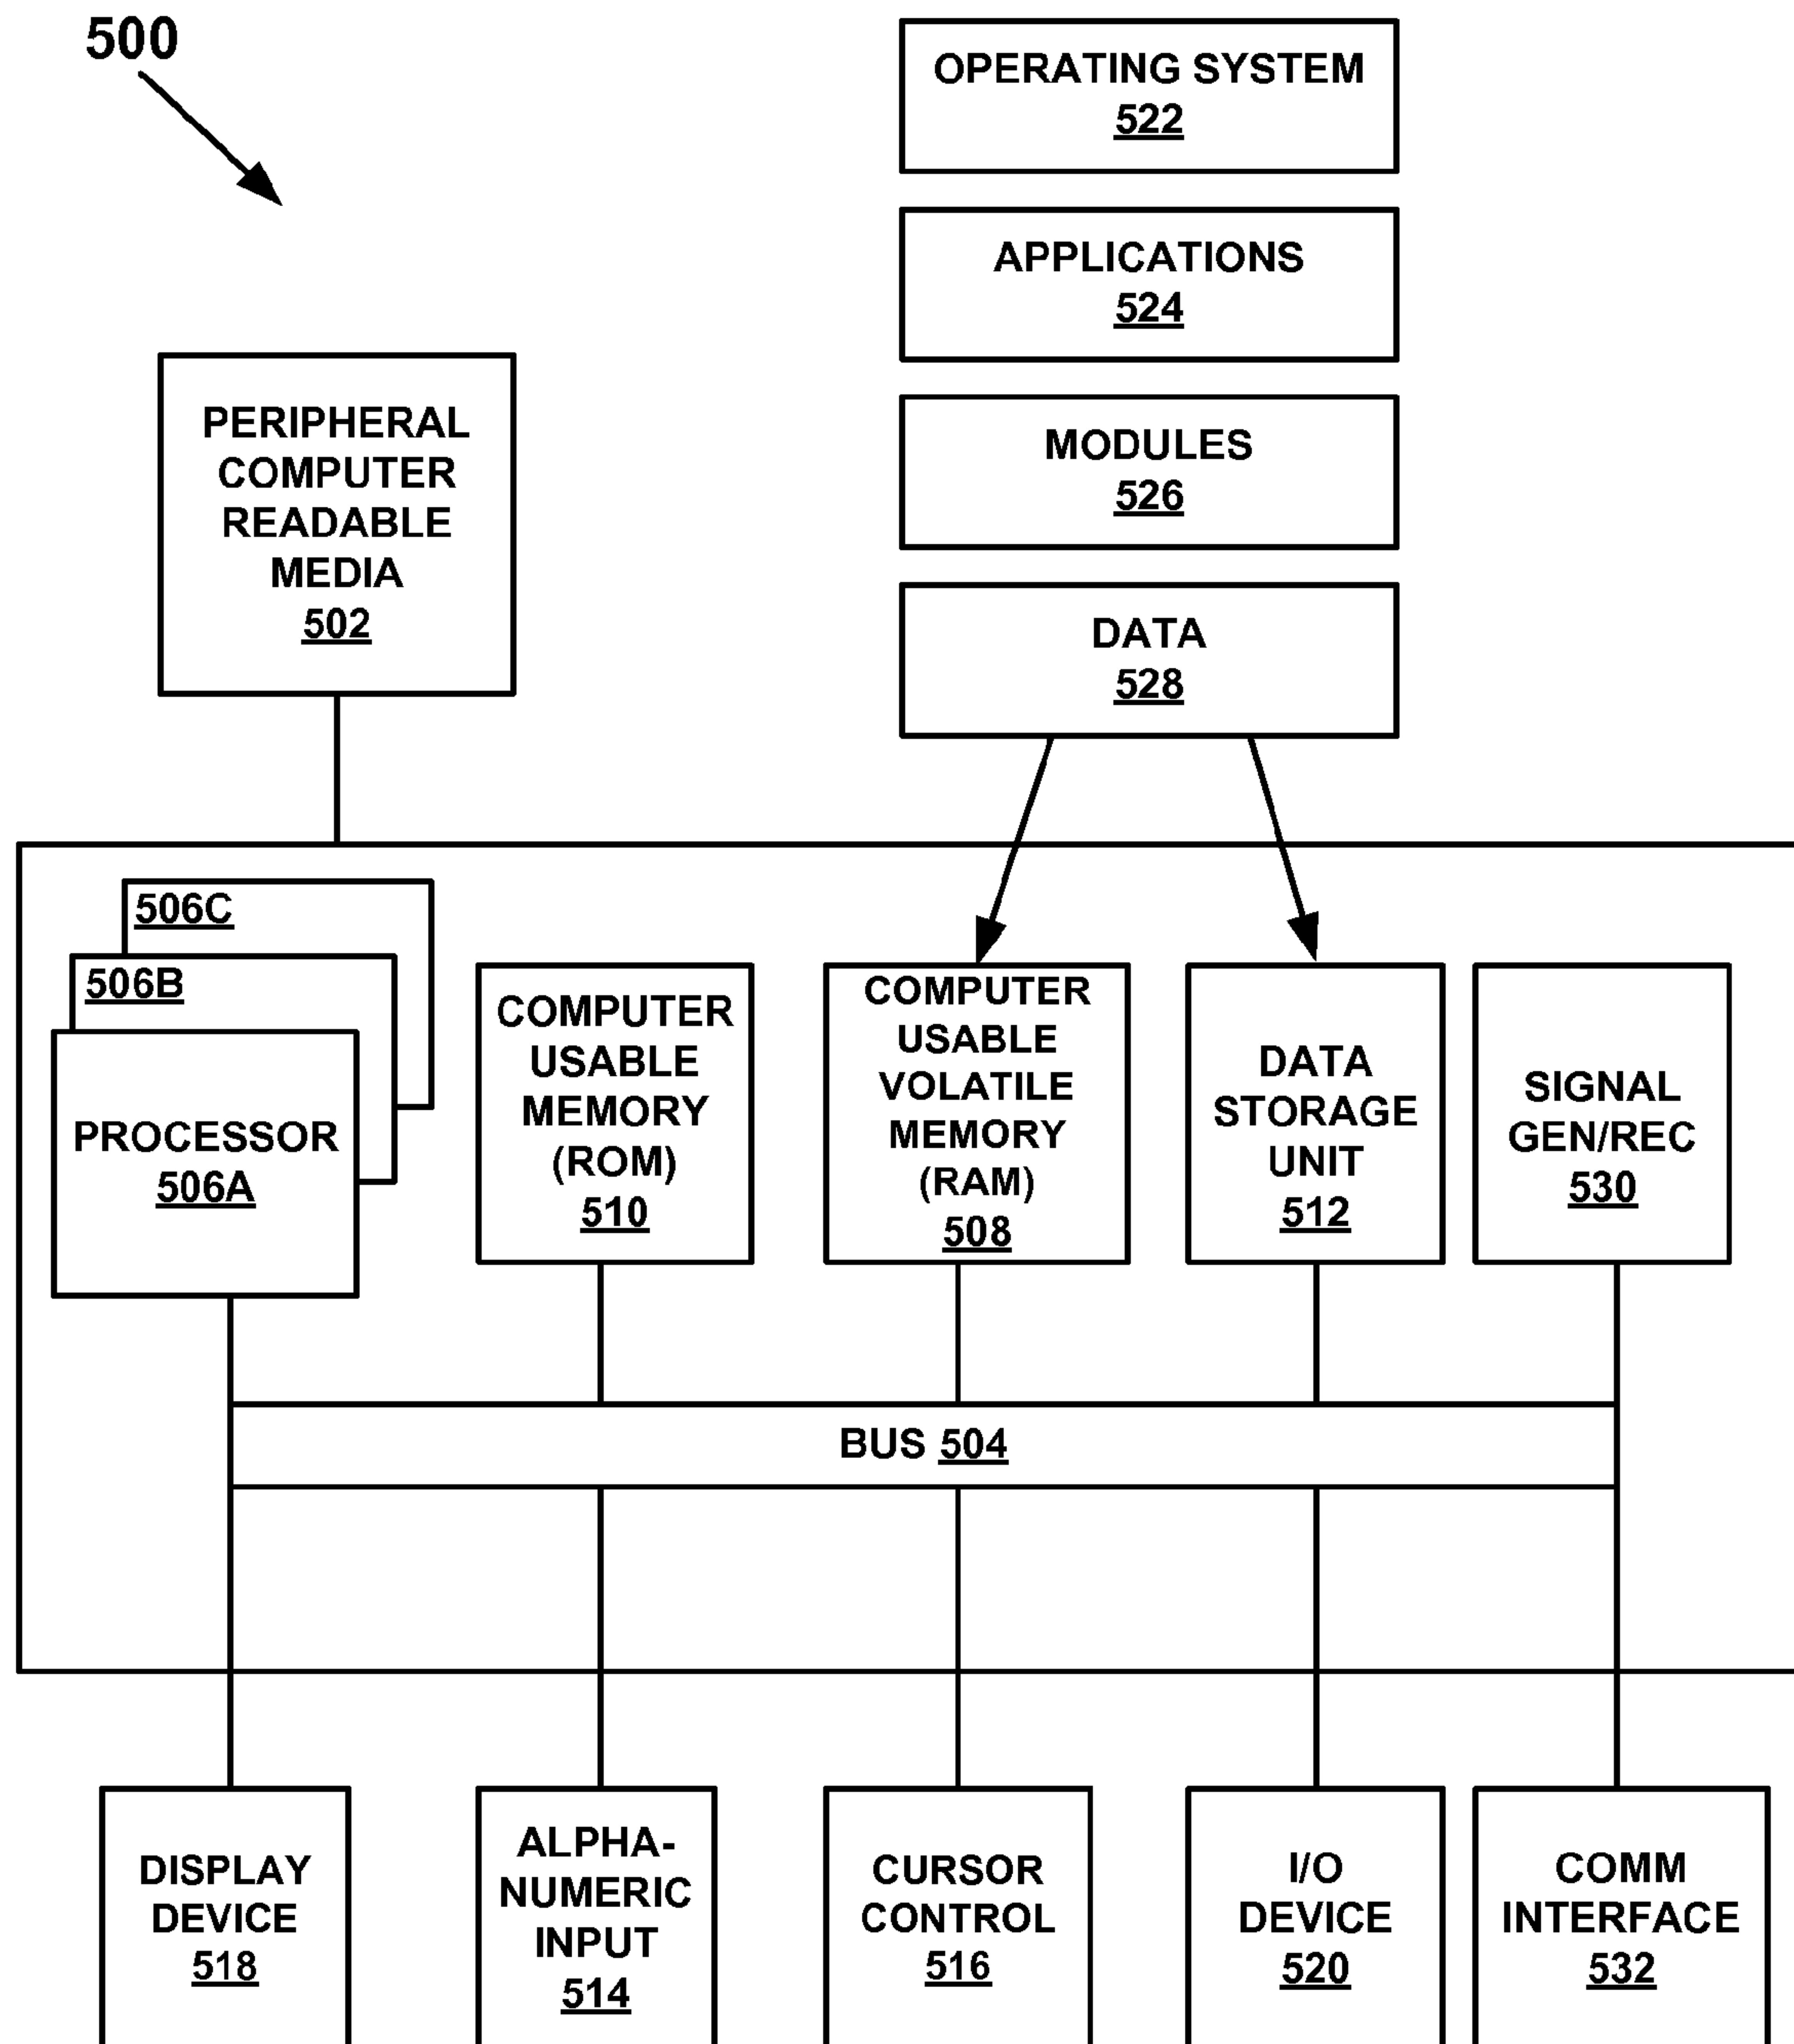 500
OPERATING SYSTEM
522
APPLICATIONS
524
MODULES
526
DATA
528
PERIPHERAL
COMPUTER
READABLE
MEDIA
502
506C
506B
PROCESSOR
506A
COMPUTER
USABLE
MEMORY
(ROM)
510
COMPUTER
USABLE
VOLATILE
MEMORY
(RAM)
508
DATA
STORAGE
UNIT
512
SIGNAL
GEN/REC
530
BUS 504
DISPLAY
DEVICE
518
ALPHA-
NUMERIC
INPUT
514
CURSOR
CONTROL
516
I/O
DEVICE
520
COMM
INTERFACE
532